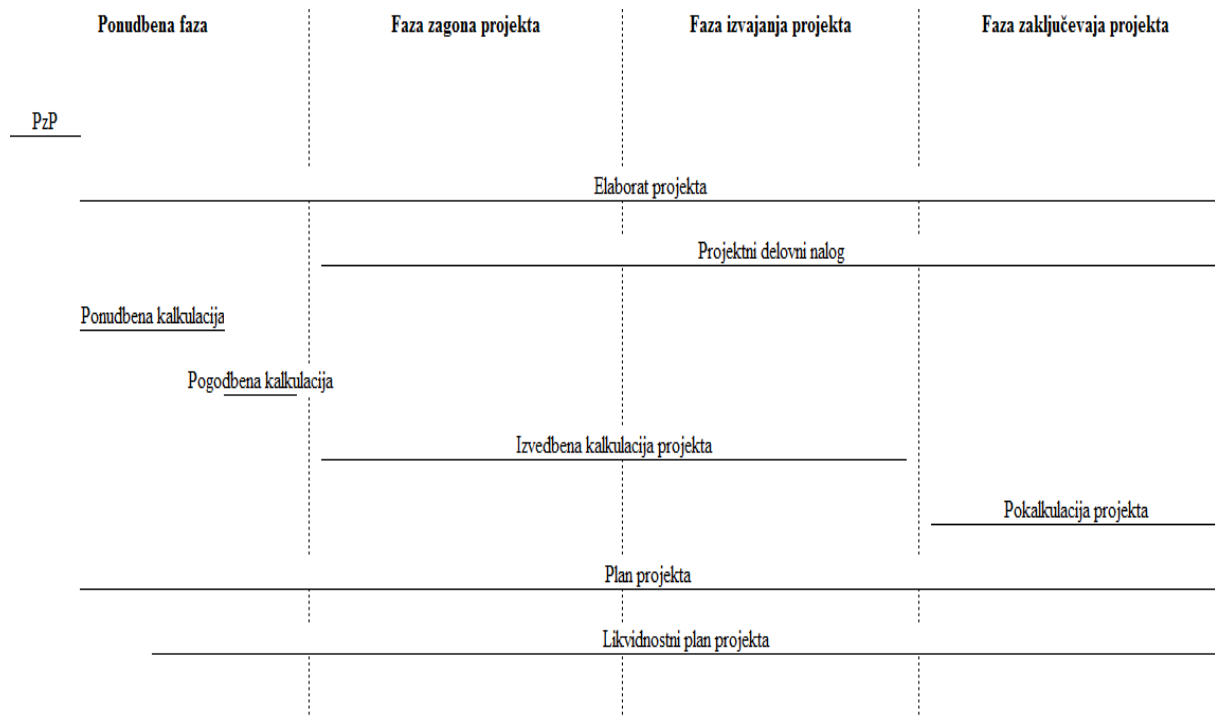 Ponudbena faza
Faza zagona projekta
Faza izvajanja projekta
Faza zaključevaja projekta
PzP
Elaborat projekta
Projektni delovni nalog
Ponudbena kalkulacija
Pogodbena kalkulacija
Izvedbena kalkulacija projekta
Pokalkulacija projekta
Plan projekta
Likvidnostni plan projekta